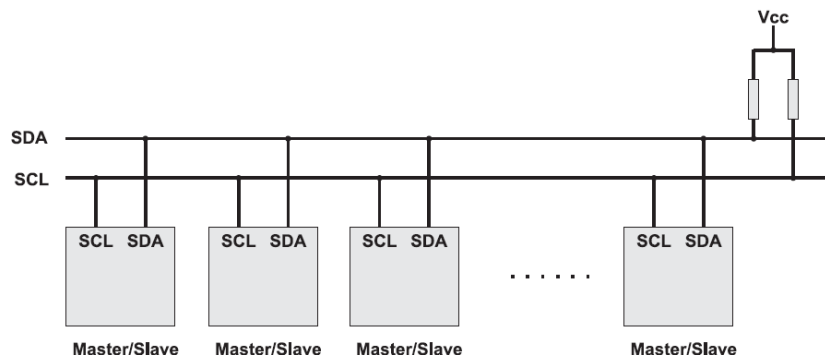 Vcc
SDA
SCL
SCL SDA
SCL SDA
SCL SDA
SCL SDA
. . . . . .
Master/Slave
Master/Slave
Master/Slave
Master/Slave